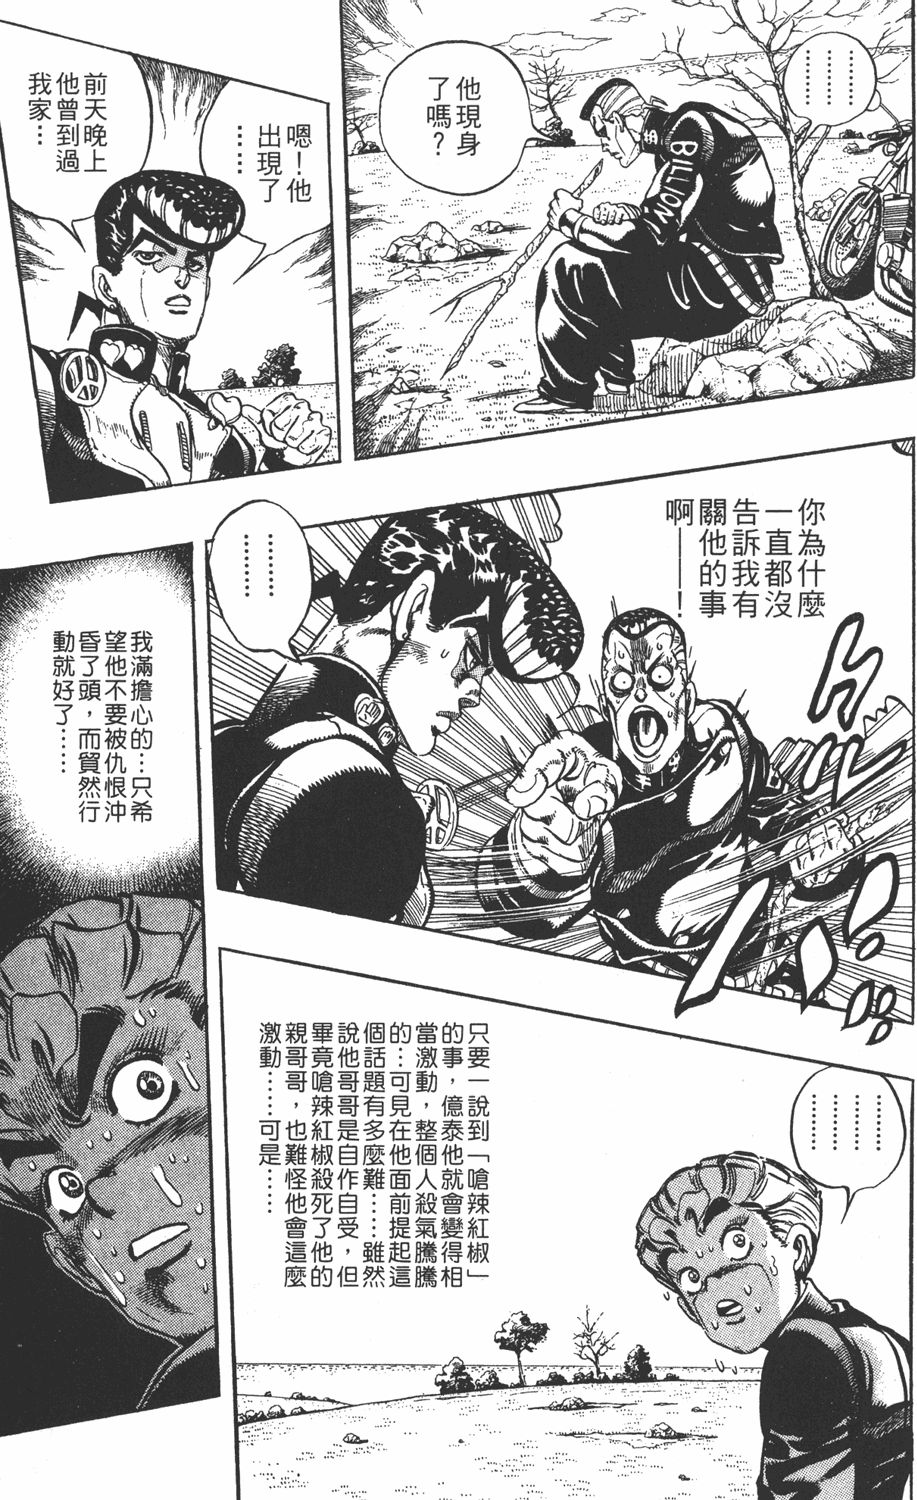 ………
他現身
了嗎？
BILLION
$
嗯！他
出現了
……
前天晚上
他曾到過
我家…
你為什麼
一直都沒
告訴我有
關他的事
啊——！
………
………
只要一說到「嗆辣紅椒」
的事，億泰他就會變得相
當激動，整個人殺氣騰騰
的…可見在他面前提起這
個話題有多麼難……雖然
說他哥哥是自作自受，但
畢竟嗆辣紅椒殺死了他的
親哥哥，也難怪他會這麼
激動……可是……
我滿擔心的…只希
望他不要被仇恨沖
昏了頭，而貿然行
動就好了……